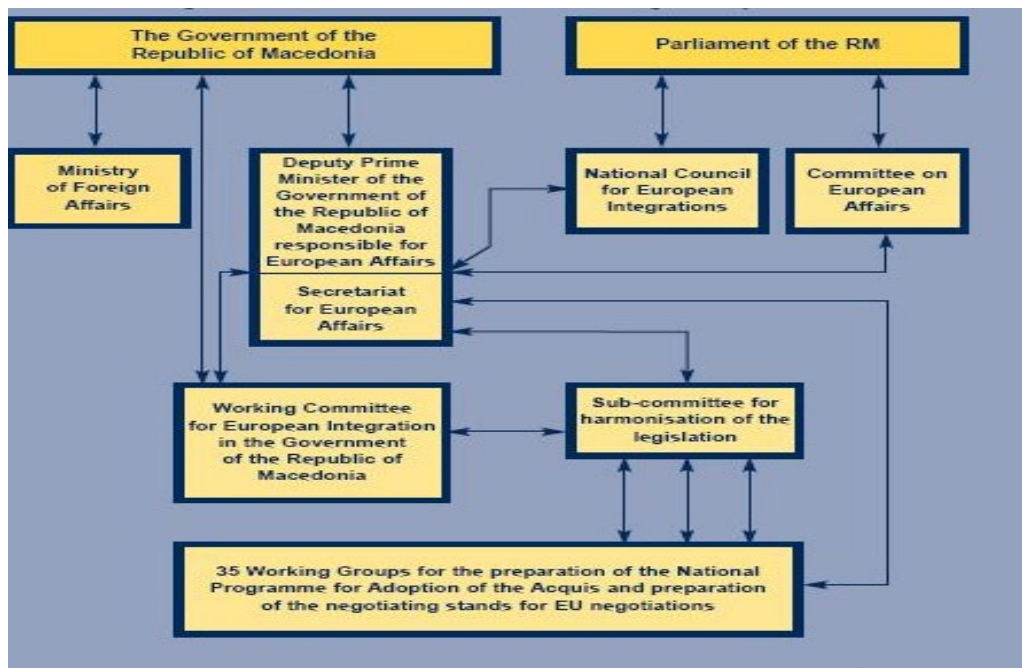 The Government of the
Republic of Macedonia
Parliament of the RM
Ministry
of Foreign
Affairs
Deputy Prime
Minister of the
Government of
the Republic of
Macedonia
responsible for
European Affairs
National Council
for European
Integrations
Committee on
European
Affairs
Secretariat
for European
Affairs
Working Committee
for European Integration
in the Government
of the Republic of
Macedonia
Sub-committee for
harmonisation of the
legislation
35 Working Groups for the preparation of the National
Programme for Adoption of the Acquis and preparation
of the negotiating stands for EU negotiations